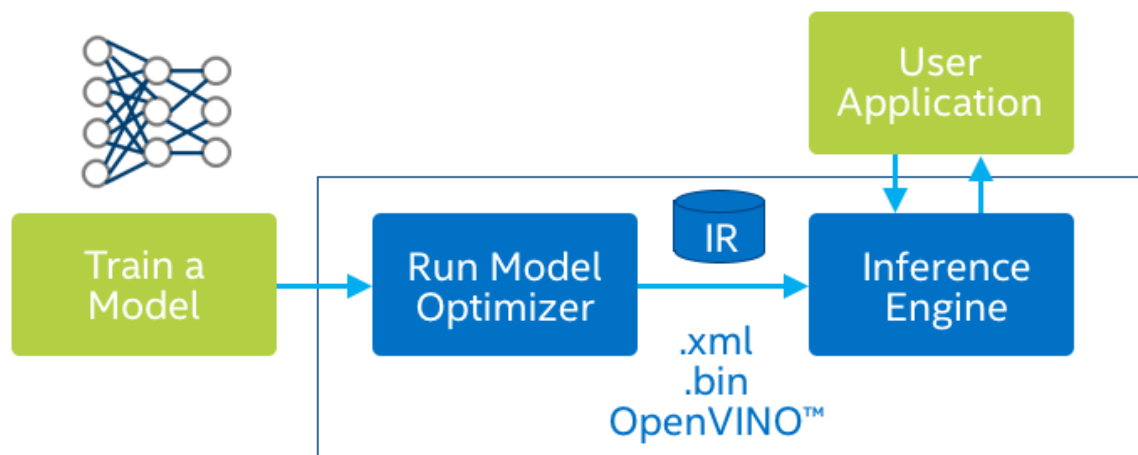 User
Application
Train a
Model
Run Model
Optimizer
IR
.xml
.bin
OpenVINO™
Inference
Engine